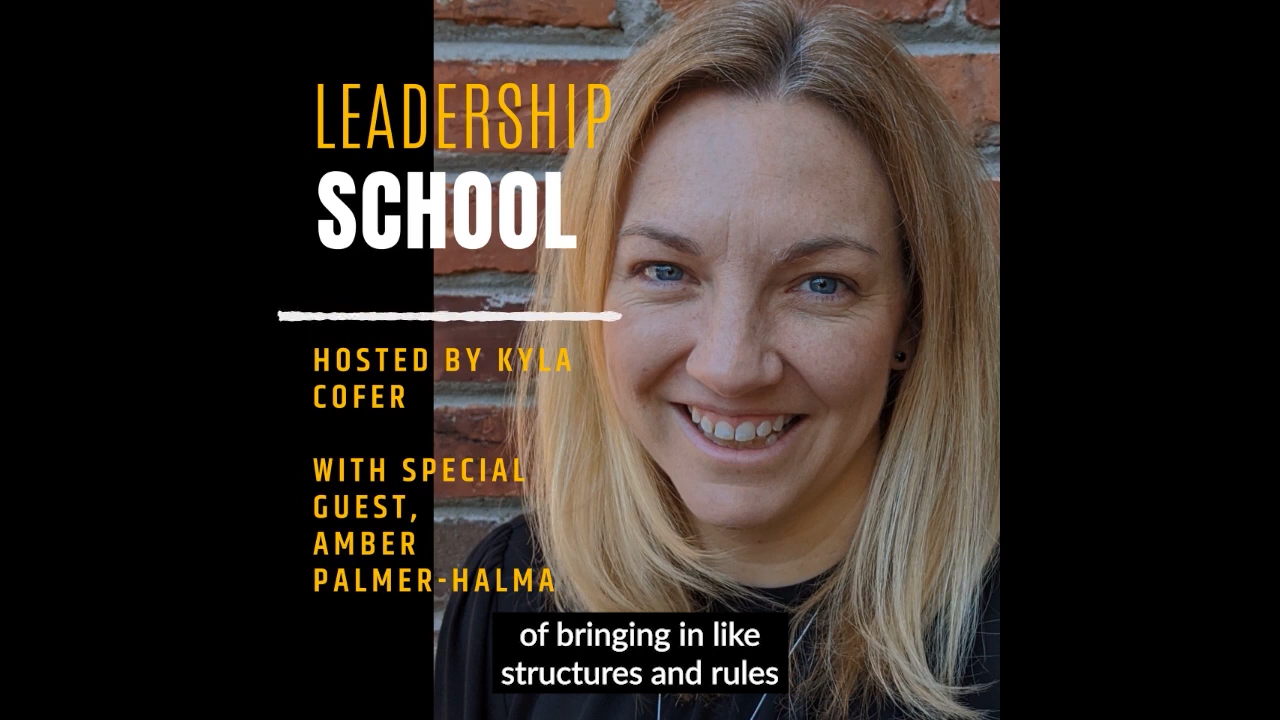 LEADERSHIP
SCHOOL
HOSTED BY KYLA
COFER
WITH SPECIAL
GUEST,
AMBER
PALMER-HALMA
of bringing in like
structures and rules